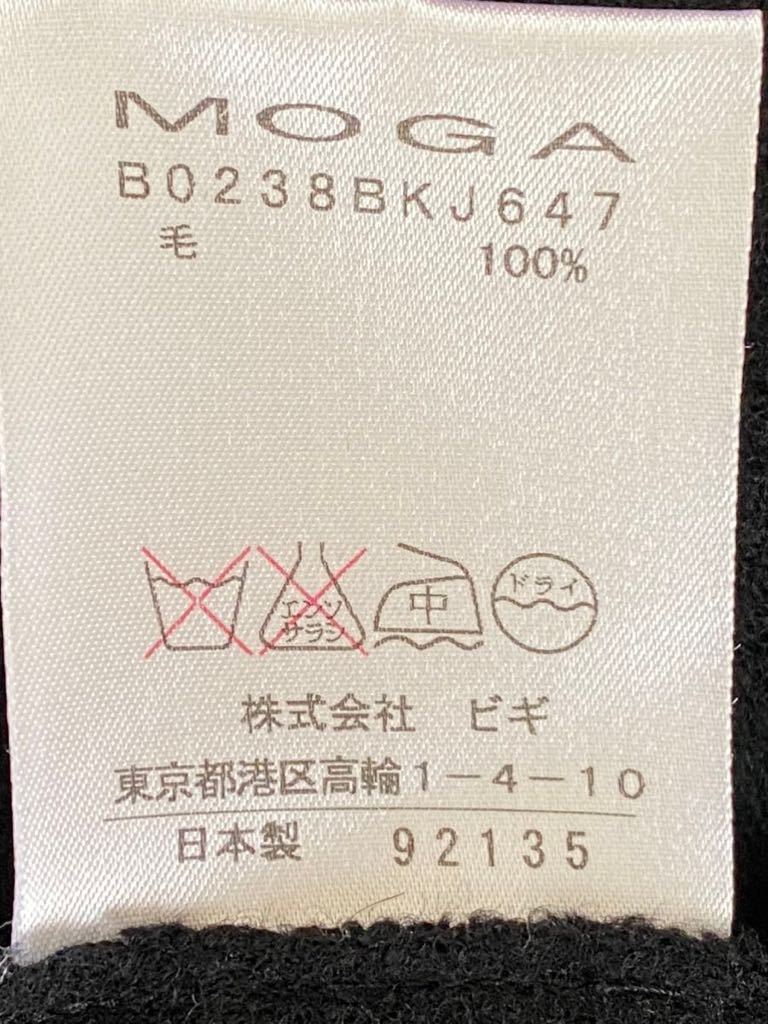 MOGA
B0238BKJ647
毛 100%
エンソ
サラシ
中
ドライ
株式会社 ビギ
東京都港区高輪1-4-10
日本製 92135